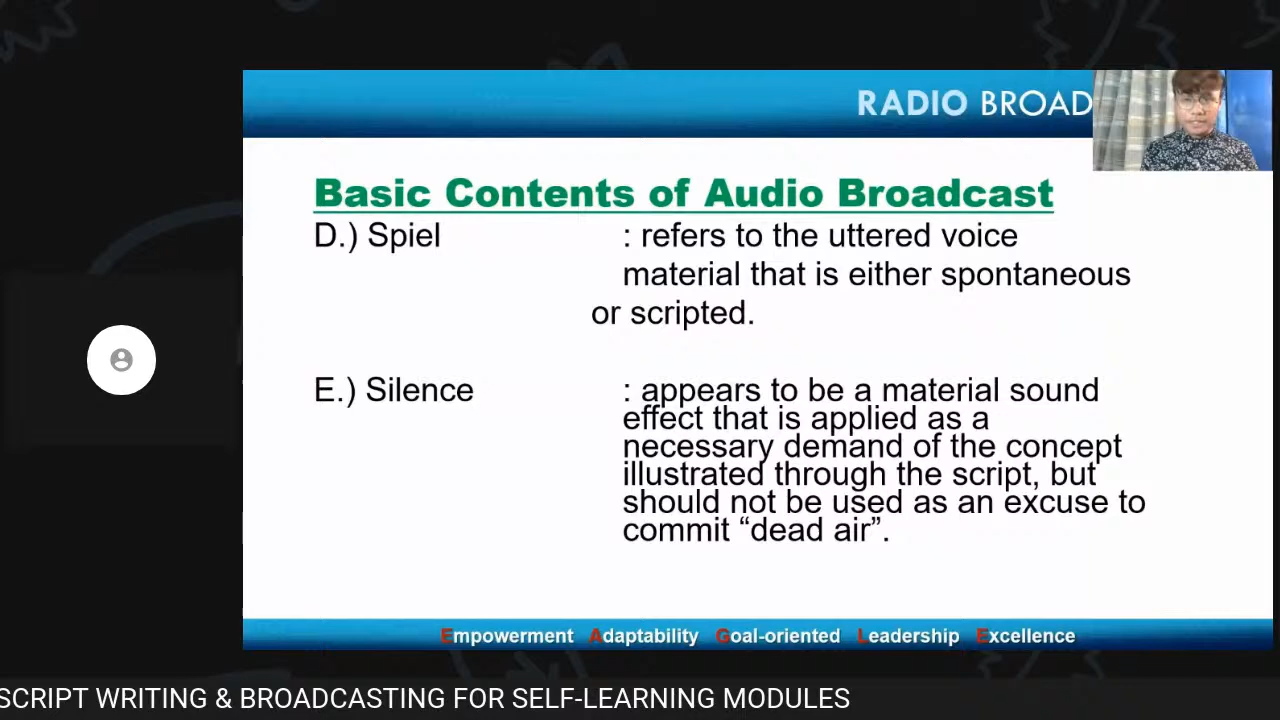 RADIO BROAD
Basic Contents of Audio Broadcast
D.) Spiel : refers to the uttered voice
material that is either spontaneous
or scripted.
E.) Silence : appears to be a material sound
effect that is applied as a
necessary demand of the concept
illustrated through the script, but
should not be used as an excuse to
commit “dead air”.
Empowerment Adaptability Goal-oriented Leadership Excellence
SCRIPT WRITING & BROADCASTING FOR SELF-LEARNING MODULES